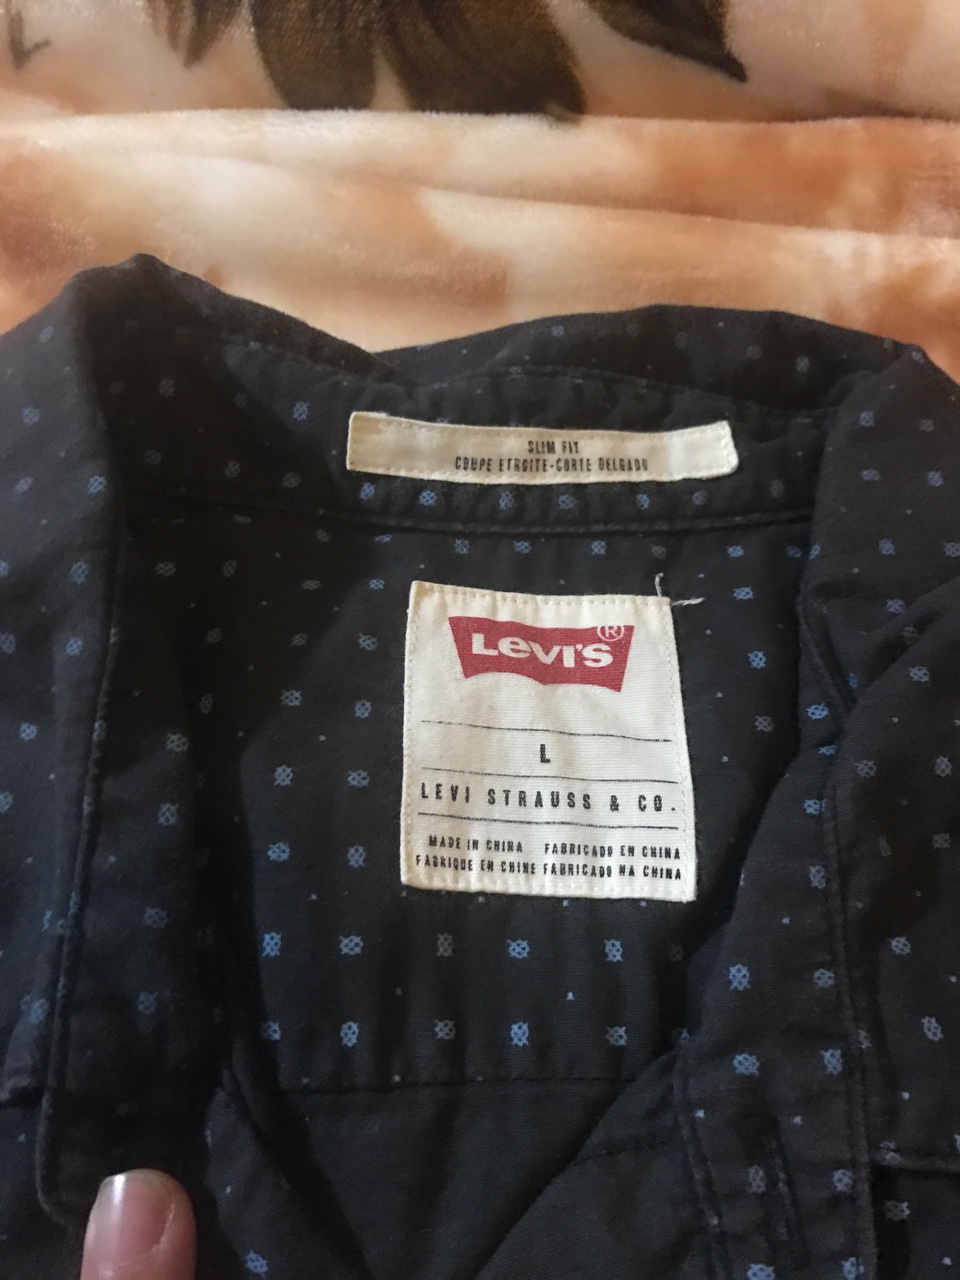 SLIM FIT
COUPE ETROITE-CORTE DELGADO
Levi's®
L
LEVI STRAUSS & CO.
MADE IN CHINA FABRICADO EN CHINA
FABRIQUE EN CHINE FABRICADO NA CHINA